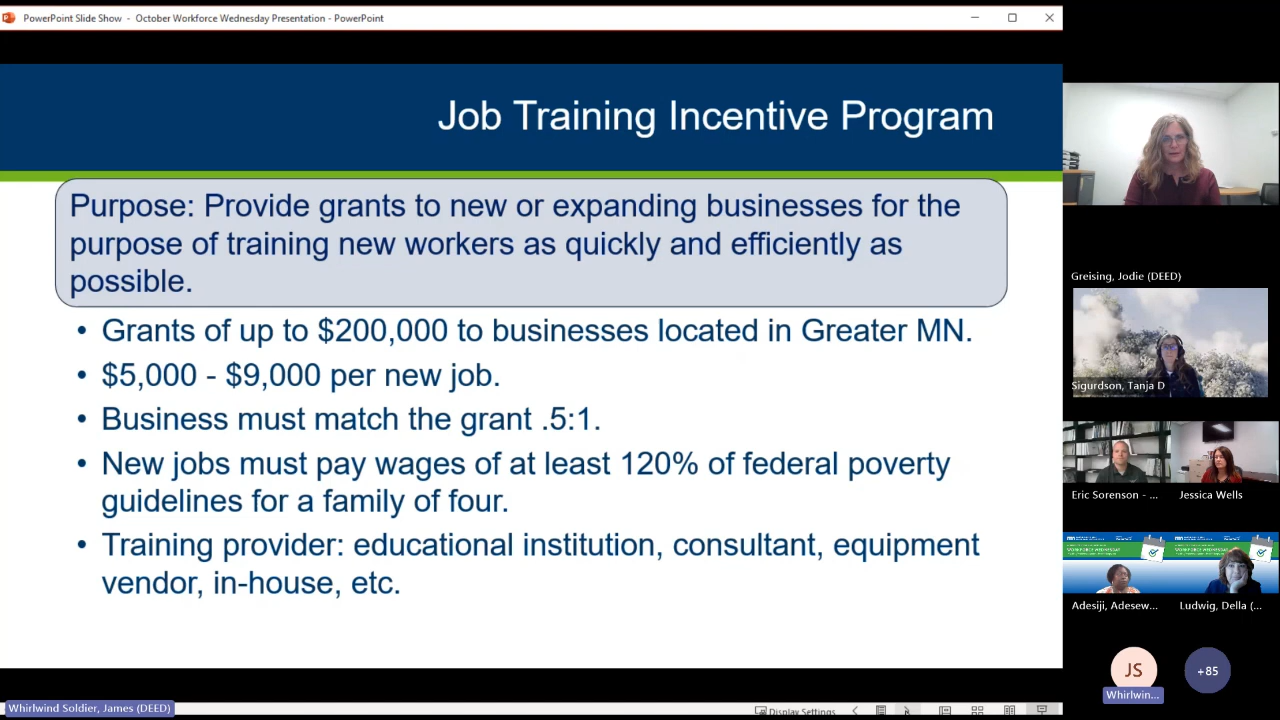 PowerPoint Slide Show - October Workforce Wednesday Presentation - PowerPoint
Job Training Incentive Program
Purpose: Provide grants to new or expanding businesses for the
purpose of training new workers as quickly and efficiently as
possible.
• Grants of up to $200,000 to businesses located in Greater MN.
• $5,000 - $9,000 per new job.
• Business must match the grant .5:1.
• New jobs must pay wages of at least 120% of federal poverty
guidelines for a family of four.
• Training provider: educational institution, consultant, equipment
vendor, in-house, etc.
Greising, Jodie (DEED)
Sigurdson, Tanja D
Eric Sorenson - ...
Jessica Wells
WORKFORCE WEDNESDAY
WORKFORCE WEDNESDAY
Adesiji, Adesew...
Ludwig, Della (...
JS
+85
Whirlwin...
Whirlwind Soldier, James (DEED)
Display Settings